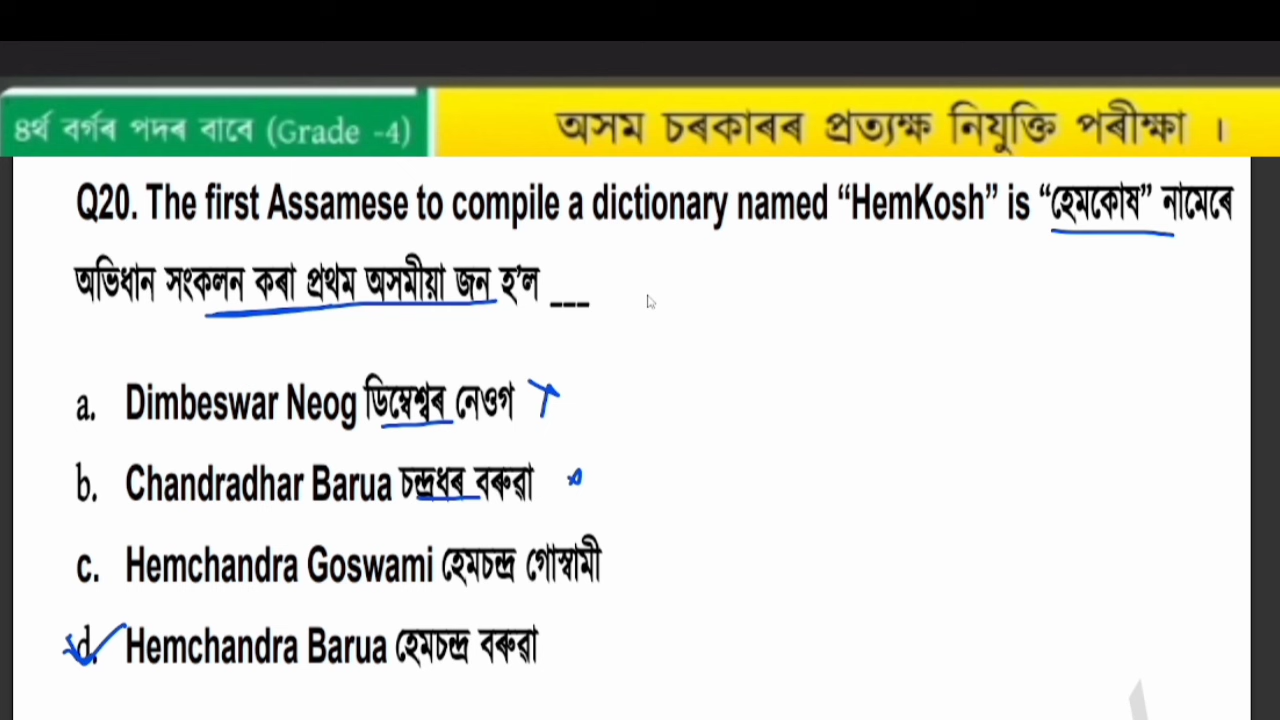 ৪ৰ্থ বৰ্গৰ পদৰ বাবে (Grade -4)
অসম চৰকাৰৰ প্ৰত্যক্ষ নিযুক্তি পৰীক্ষা ।
Q20. The first Assamese to compile a dictionary named “HemKosh” is “হেমকোষ” নামেৰে
অভিধান সংকলন কৰা প্ৰথম অসমীয়া জন হ’ল ___
a. Dimbeswar Neog ডিম্বেশ্বৰ নেওগ
b. Chandradhar Barua চন্দ্ৰধৰ বৰুৱা
c. Hemchandra Goswami হেমচন্দ্ৰ গোস্বামী
d. Hemchandra Barua হেমচন্দ্ৰ বৰুৱা